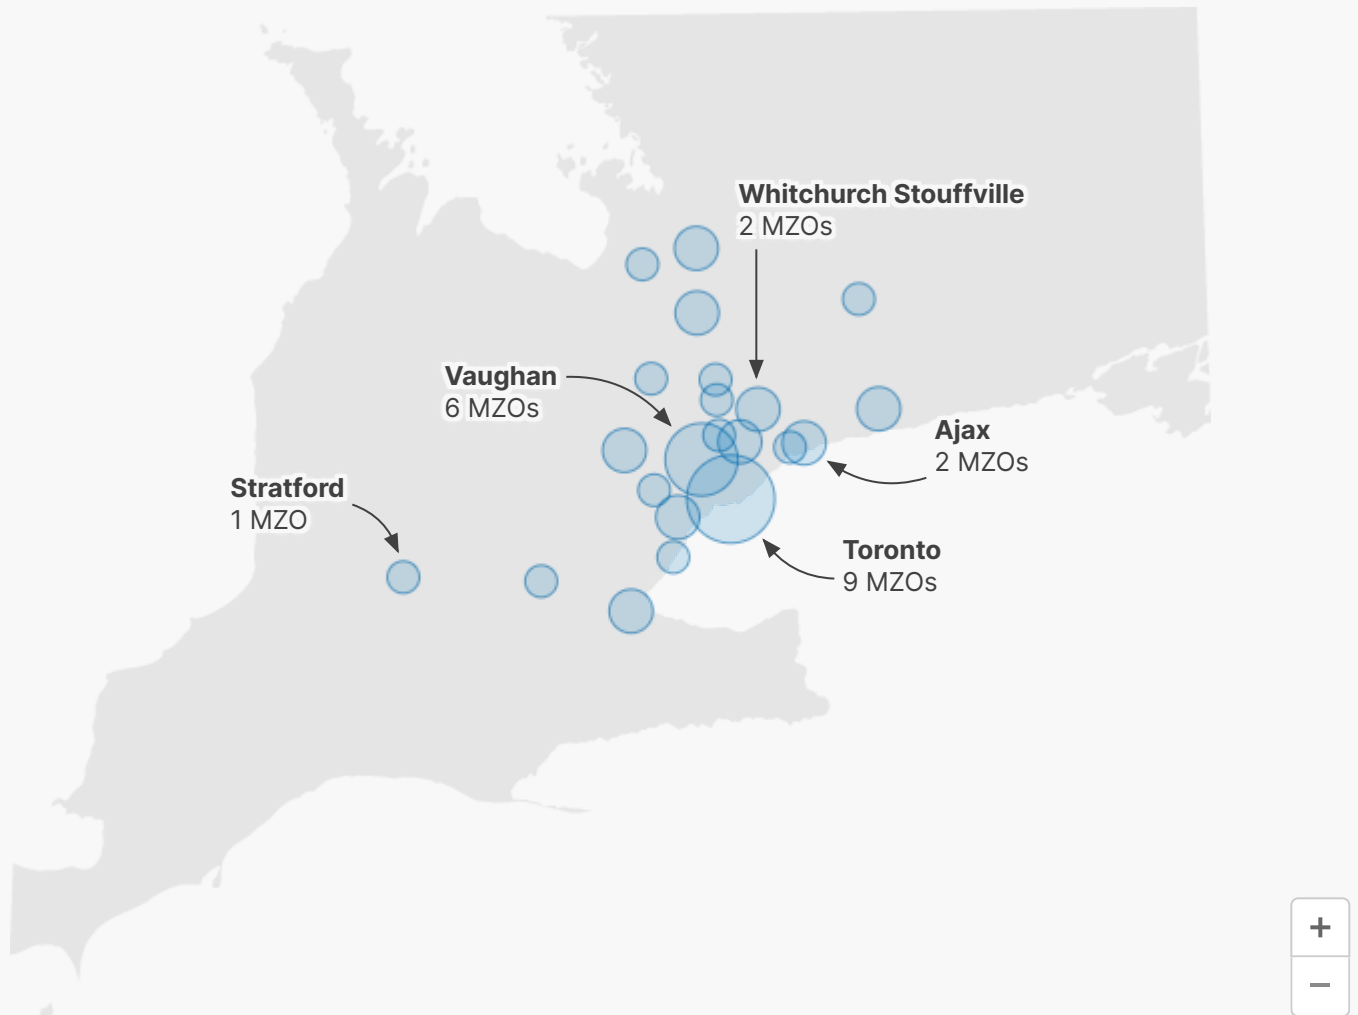 Whitchurch Stouffville
2 MZOs
Vaughan
6 MZOs
Ajax
2 MZOs
Stratford
1 MZO
Toronto
9 MZOs
+
−